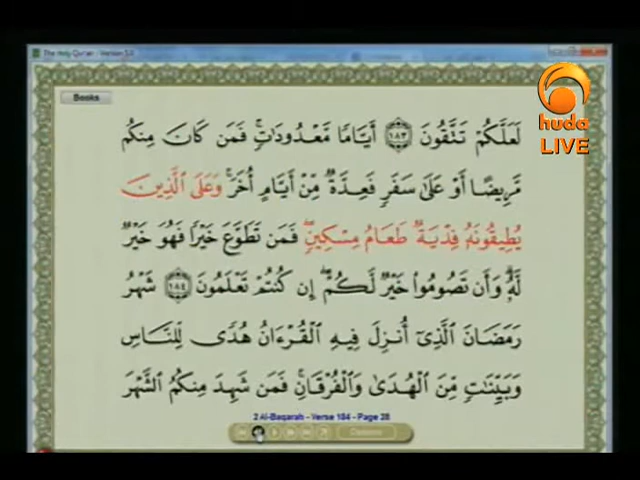 The Holy Qur'an - Version 5.0
Books
huda
LIVE
لَعَلَّكُمْ تَتَّقُونَ ١٨٣ أَيَّامًا مَّعْدُودَاتٍ ۚ فَمَن كَانَ مِنكُم
مَّرِيضًا أَوْ عَلَىٰ سَفَرٍ فَعِدَّةٌ مِّنْ أَيَّامٍ أُخَرَ ۚ وَعَلَى الَّذِينَ
يُطِيقُونَهُ فِدْيَةٌ طَعَامُ مِسْكِينٍ ۖ فَمَن تَطَوَّعَ خَيْرًا فَهُوَ خَيْرٌ
لَّهُ ۚ وَأَن تَصُومُوا خَيْرٌ لَّكُمْ ۖ إِن كُنتُمْ تَعْلَمُونَ ١٨٤ شَهْرُ
رَمَضَانَ الَّذِي أُنزِلَ فِيهِ الْقُرْءَانُ هُدًى لِّلنَّاسِ
وَبَيِّنَاتٍ مِّنَ الْهُدَىٰ وَالْفُرْقَانِ ۚ فَمَن شَهِدَ مِنكُمُ الشَّهْرَ
2 Al-Baqarah - Verse 184 - Page 28